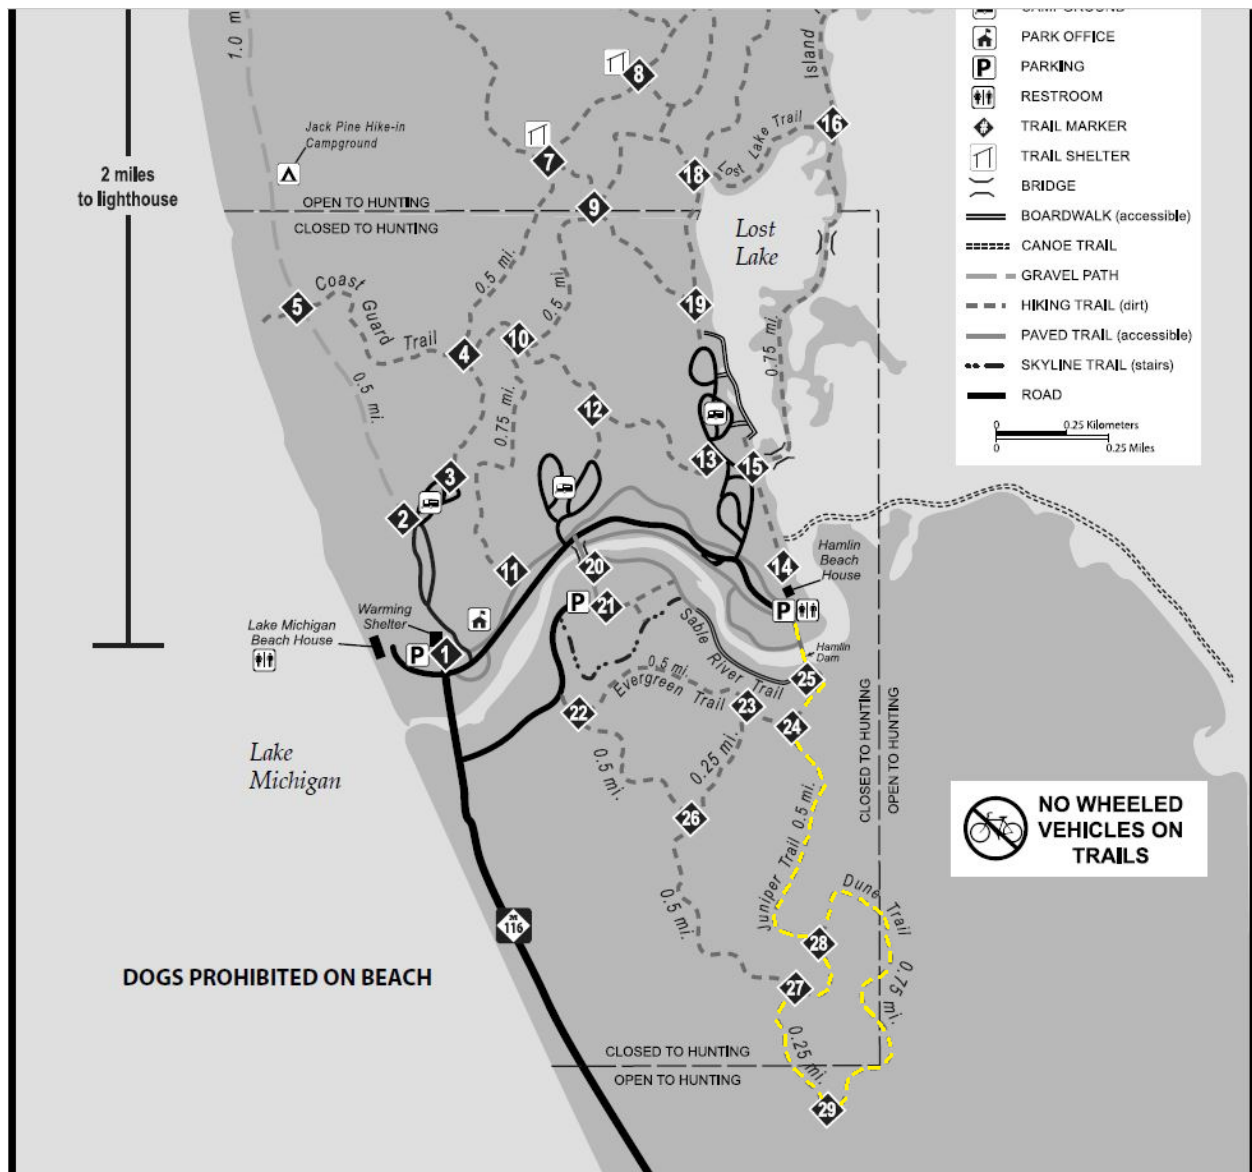 1.0 m
CAMPGROUND
PARK OFFICE
P
PARKING
RESTROOM
#
TRAIL MARKER
TRAIL SHELTER
BRIDGE
BOARDWALK (accessible)
CANOE TRAIL
GRAVEL PATH
HIKING TRAIL (dirt)
PAVED TRAIL (accessible)
SKYLINE TRAIL (stairs)
ROAD
0 0.25 Kilometers
0 0.25 Miles
Island
8
16
Jack Pine Hike-in
Campground
7
Lost Lake Trail
18
2 miles
to lighthouse
OPEN TO HUNTING
CLOSED TO HUNTING
9
Lost
Lake
5
Coast Guard Trail
0.5 mi.
0.5 mi.
19
10
4
0.75 mi.
0.5 mi.
0.75 mi.
12
13
15
3
2
11
20
14
Hamlin
Beach
House
Warming
Shelter
Lake Michigan
Beach House
P
1
P
21
P
Sable River Trail
Hamlin
Dam
0.5 mi.
Evergreen Trail
25
22
23
24
CLOSED TO HUNTING
OPEN TO HUNTING
Lake
Michigan
0.5 mi.
0.25 mi.
26
Juniper Trail 0.5 mi.
NO WHEELED
VEHICLES ON
TRAILS
0.5 mi.
Dune Trail
0.75 mi.
M
116
28
DOGS PROHIBITED ON BEACH
27
0.25 mi.
CLOSED TO HUNTING
OPEN TO HUNTING
29